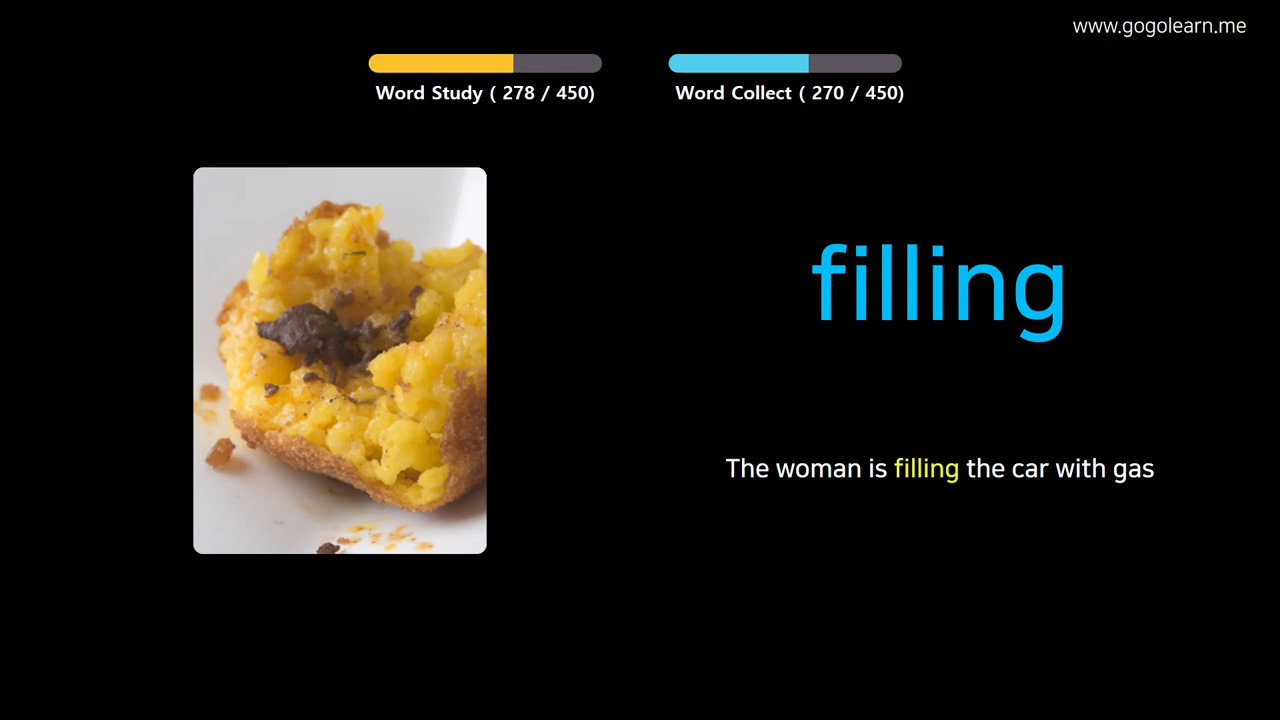 www.gogolearn.me
Word Study ( 278 / 450)
Word Collect ( 270 / 450)
filling
The woman is filling the car with gas